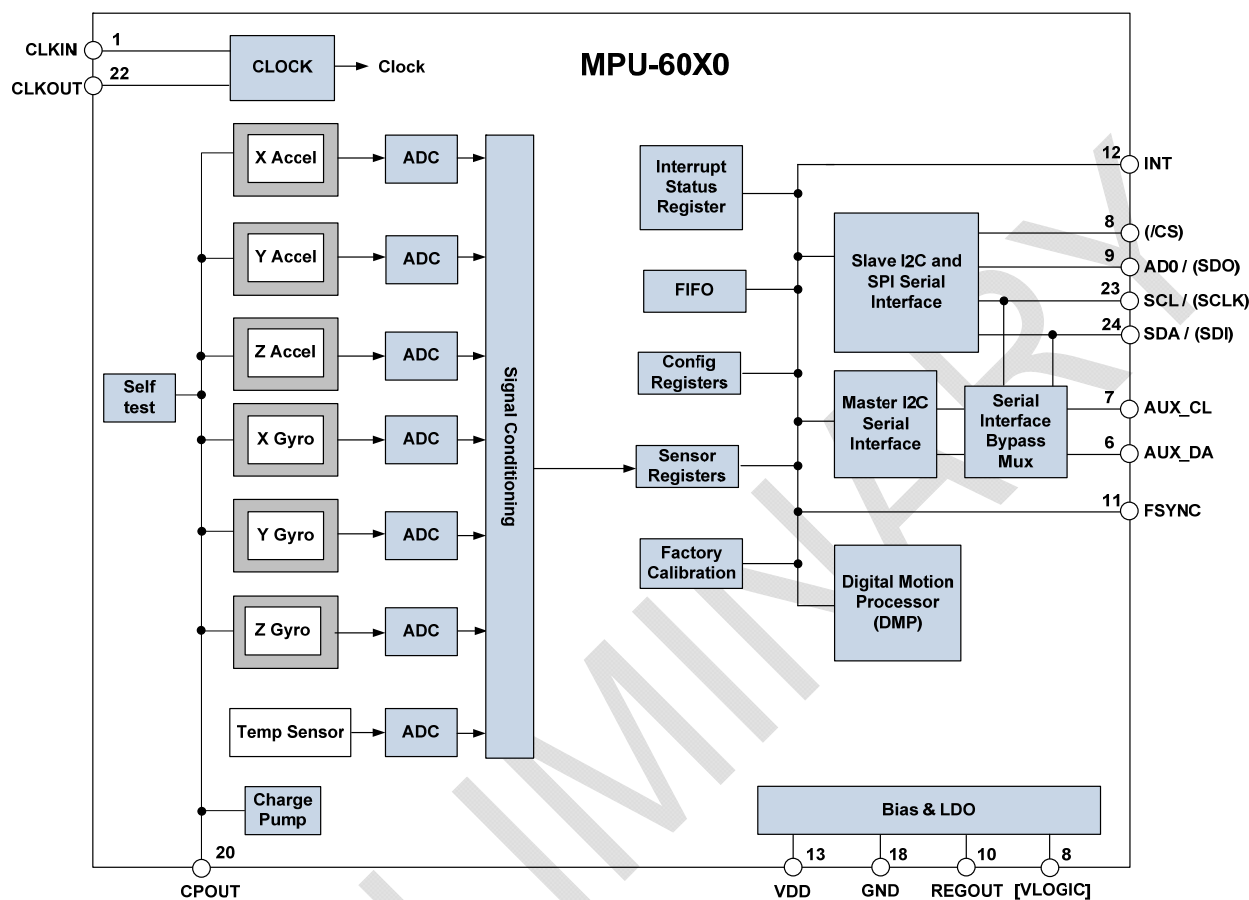 MPU-60X0
CLKIN
1
CLKOUT
22
CLOCK
Clock
X Accel
ADC
Y Accel
ADC
Z Accel
ADC
X Gyro
ADC
Y Gyro
ADC
Z Gyro
ADC
Temp Sensor
ADC
Self
test
Charge
Pump
20
CPOUT
Signal Conditioning
Interrupt
Status
Register
FIFO
Config
Registers
Sensor
Registers
Factory
Calibration
Slave I2C and
SPI Serial
Interface
Master I2C
Serial
Interface
Serial
Interface
Bypass
Mux
Digital Motion
Processor
(DMP)
12
INT
8
(/CS)
9
AD0 / (SDO)
23
SCL / (SCLK)
24
SDA / (SDI)
7
AUX_CL
6
AUX_DA
11
FSYNC
Bias & LDO
13
VDD
18
GND
10
REGOUT
8
[VLOGIC]
LIMINARY